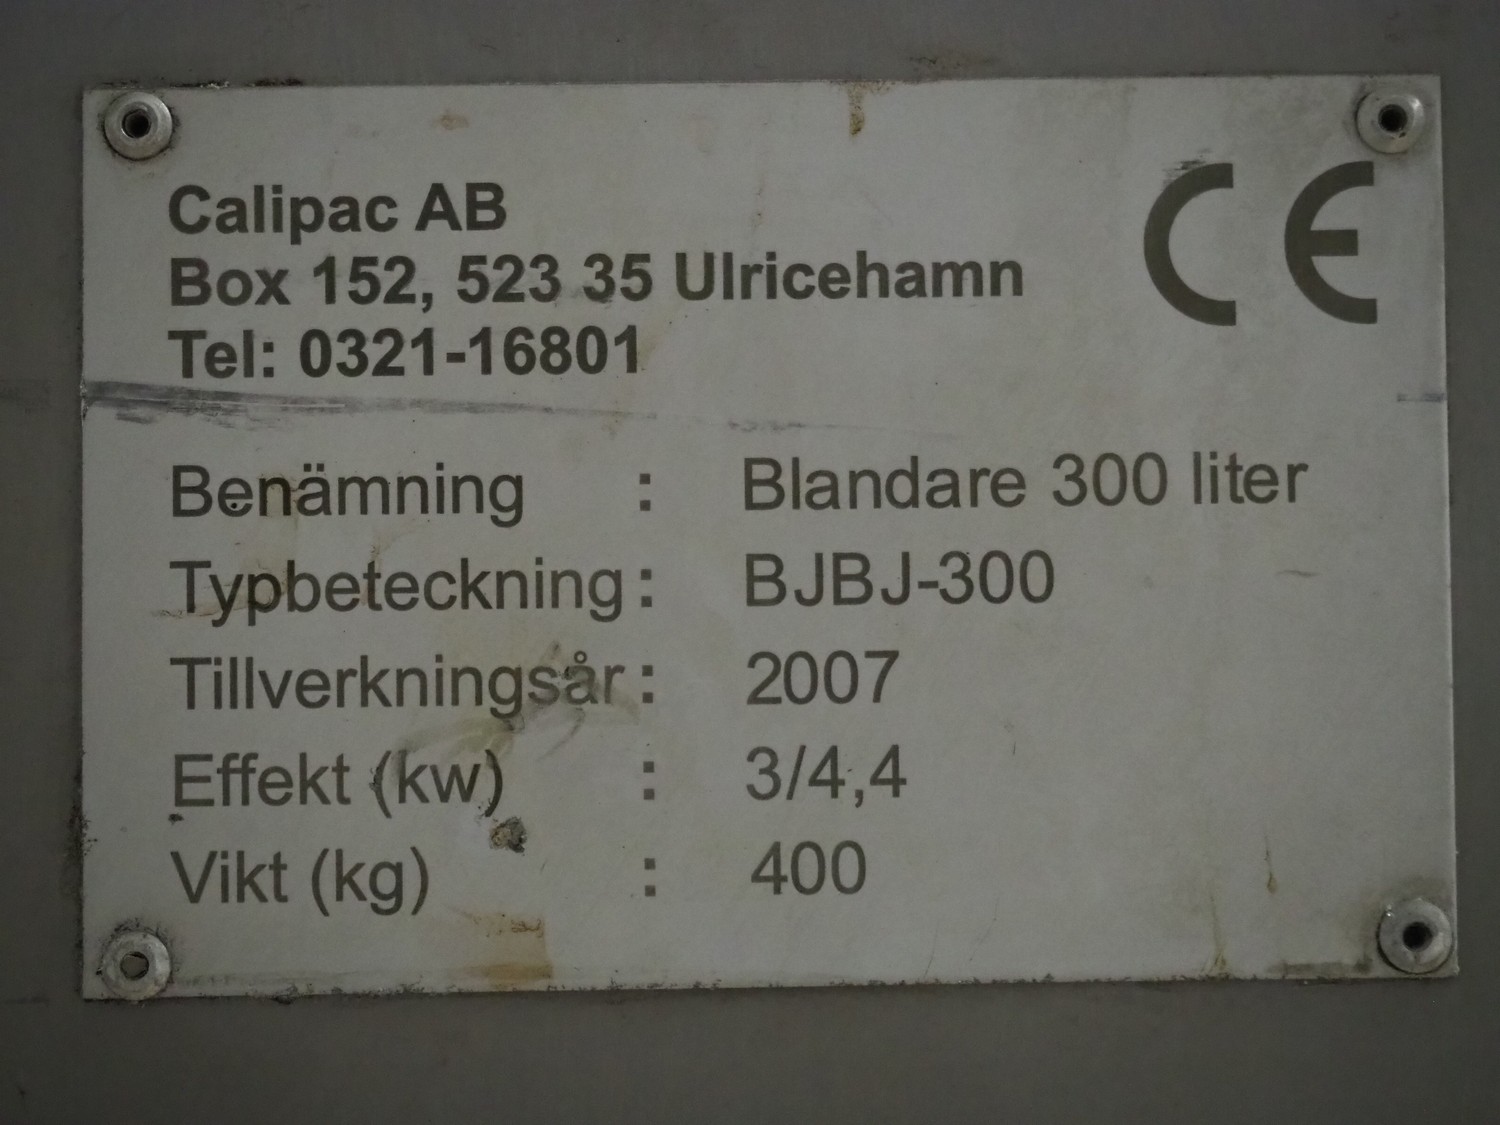 Calipac AB
Box 152, 523 35 Ulricehamn
Tel: 0321-16801
CE
Benämning : Blandare 300 liter
Typbeteckning : BJBJ-300
Tillverkningsår : 2007
Effekt (kw) : 3/4,4
Vikt (kg) : 400